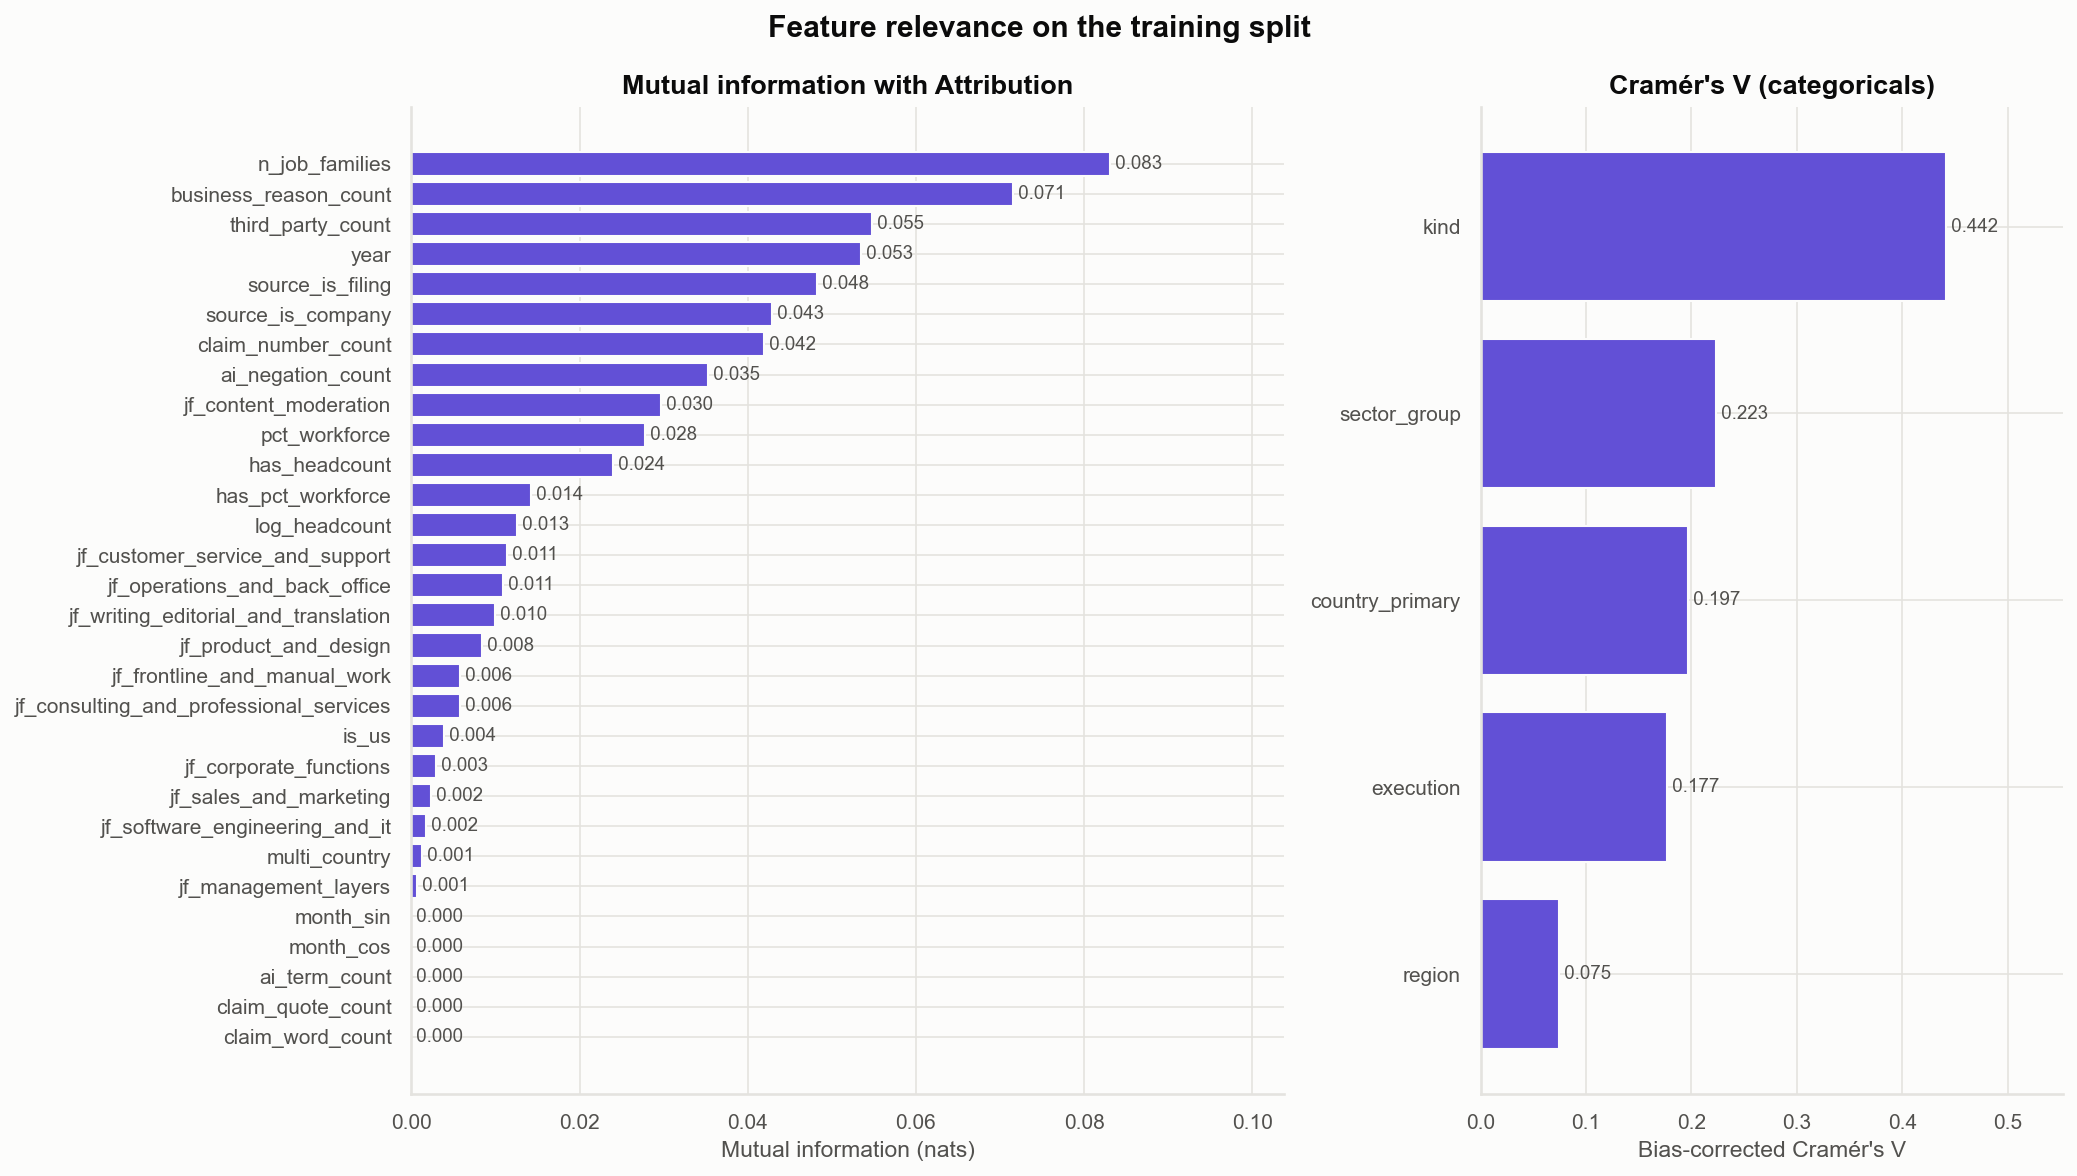 Feature relevance on the training split
Mutual information with Attribution
n_job_families 0.083
business_reason_count 0.071
third_party_count 0.055
year 0.053
source_is_filing 0.048
source_is_company 0.043
claim_number_count 0.042
ai_negation_count 0.035
jf_content_moderation 0.030
pct_workforce 0.028
has_headcount 0.024
has_pct_workforce 0.014
log_headcount 0.013
jf_customer_service_and_support 0.011
jf_operations_and_back_office 0.011
jf_writing_editorial_and_translation 0.010
jf_product_and_design 0.008
jf_frontline_and_manual_work 0.006
jf_consulting_and_professional_services 0.006
is_us 0.004
jf_corporate_functions 0.003
jf_sales_and_marketing 0.002
jf_software_engineering_and_it 0.002
multi_country 0.001
jf_management_layers 0.001
month_sin 0.000
month_cos 0.000
ai_term_count 0.000
claim_quote_count 0.000
claim_word_count 0.000
0.00 0.02 0.04 0.06 0.08 0.10
Mutual information (nats)
Cramér's V (categoricals)
kind 0.442
sector_group 0.223
country_primary 0.197
execution 0.177
region 0.075
0.0 0.1 0.2 0.3 0.4 0.5
Bias-corrected Cramér's V